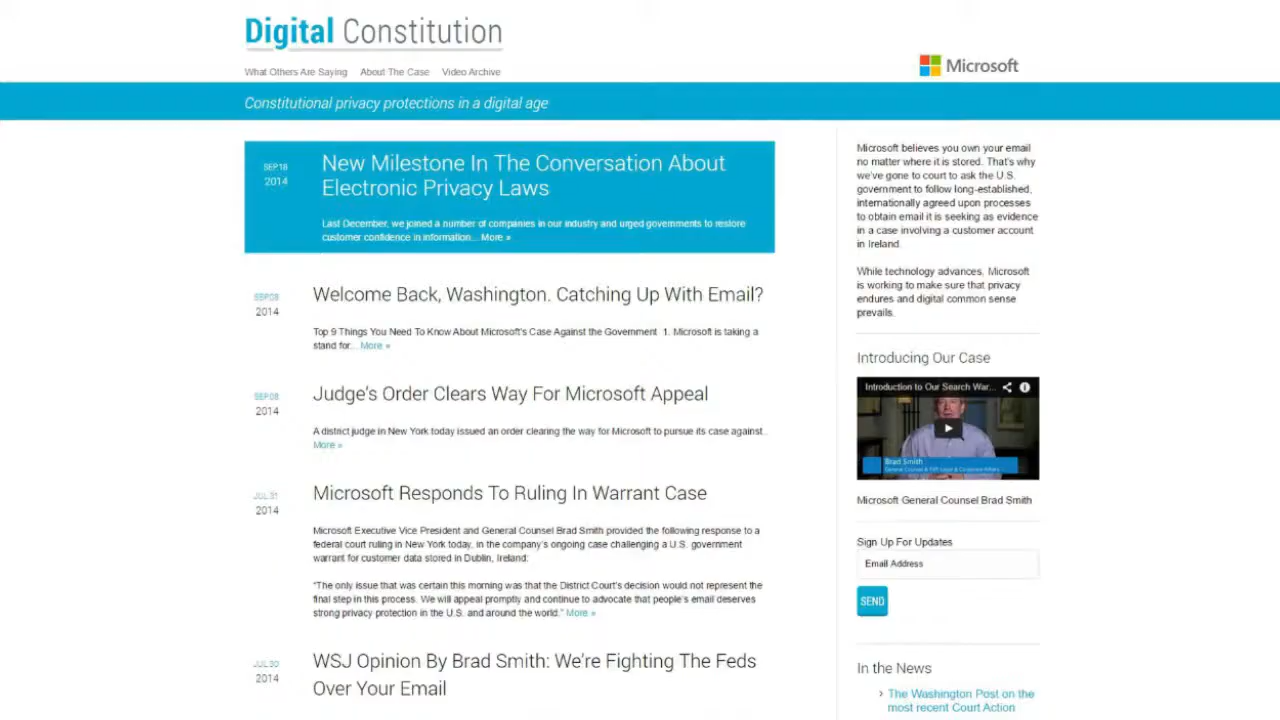 Digital Constitution
What Others Are Saying About The Case Video Archive
Microsoft
Constitutional privacy protections in a digital age
SEP.18
2014
New Milestone In The Conversation About
Electronic Privacy Laws
Last December, we joined a number of companies in our industry and urged governments to restore
customer confidence in information... More »
SEP.08
2014
Welcome Back, Washington. Catching Up With Email?
Top 9 Things You Need To Know About Microsoft's Case Against the Government 1. Microsoft is taking a
stand for... More »
SEP.08
2014
Judge's Order Clears Way For Microsoft Appeal
A district judge in New York today issued an order clearing the way for Microsoft to pursue its case against...
More »
JUL.31
2014
Microsoft Responds To Ruling In Warrant Case
Microsoft Executive Vice President and General Counsel Brad Smith provided the following response to a
federal court ruling in New York today, in the company's ongoing case challenging a U.S. government
warrant for customer data stored in Dublin, Ireland:
"The only issue that was certain this morning was that the District Court's decision would not represent the
final step in this process. We will appeal promptly and continue to advocate that people's email deserves
strong privacy protection in the U.S. and around the world." More »
JUL.30
2014
WSJ Opinion By Brad Smith: We're Fighting The Feds
Over Your Email
Microsoft believes you own your email
no matter where it is stored. That's why
we've gone to court to ask the U.S.
government to follow long-established,
internationally agreed upon processes
to obtain email it is seeking as evidence
in a case involving a customer account
in Ireland.
While technology advances, Microsoft
is working to make sure that privacy
endures and digital common sense
prevails.
Introducing Our Case
Introduction to Our Search War...
Brad Smith
Microsoft General Counsel Brad Smith
Sign Up For Updates
Email Address
SEND
In the News
› The Washington Post on the
most recent Court Action